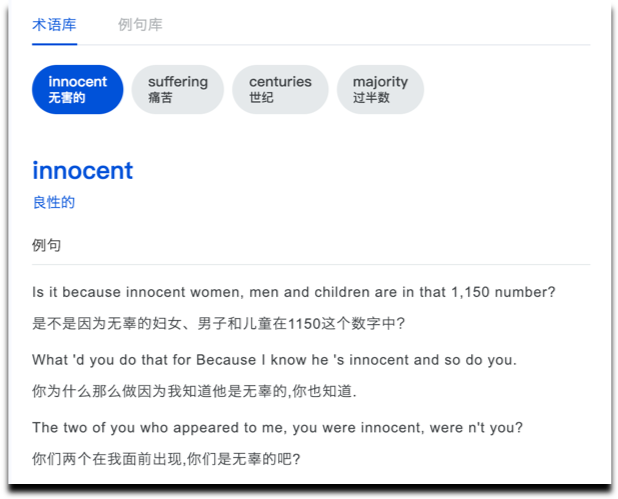 术语库 例句库
innocent suffering centuries majority
无害的 痛苦 世纪 过半数
innocent
良性的
例句
Is it because innocent women, men and children are in that 1,150 number?
是不是因为无辜的妇女、男子和儿童在1150这个数字中?
What 'd you do that for Because I know he 's innocent and so do you.
你为什么那么做因为我知道他是无辜的,你也知道.
The two of you who appeared to me, you were innocent, were n't you?
你们两个在我面前出现,你们是无辜的吧?